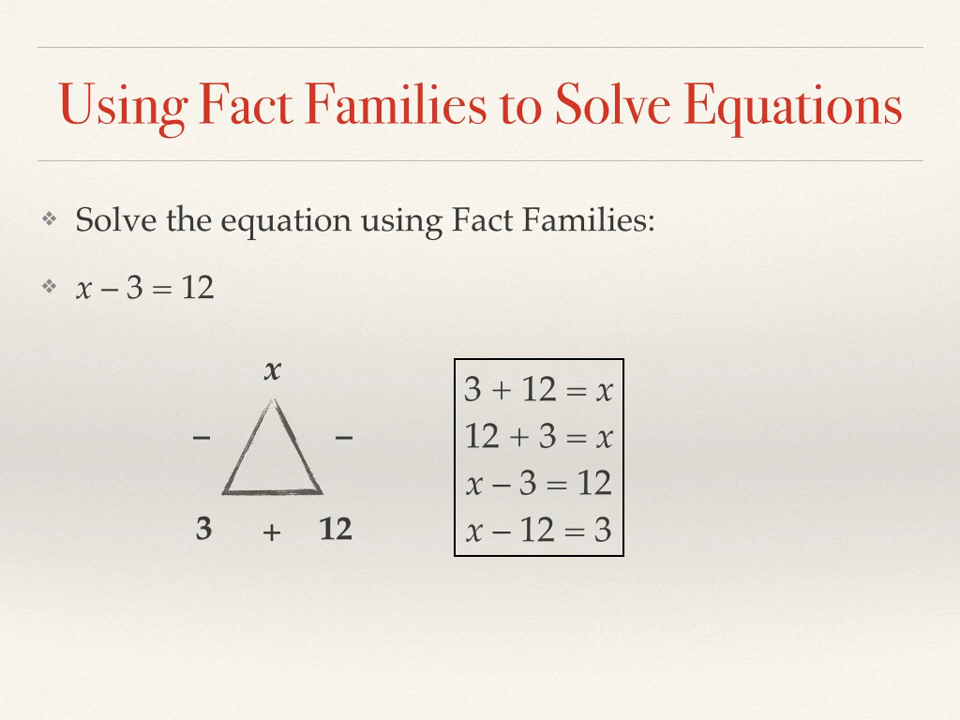 Using Fact Families to Solve Equations
❖ Solve the equation using Fact Families:
❖ x – 3 = 12
x
– –
3 + 12
3 + 12 = x
12 + 3 = x
x – 3 = 12
x – 12 = 3